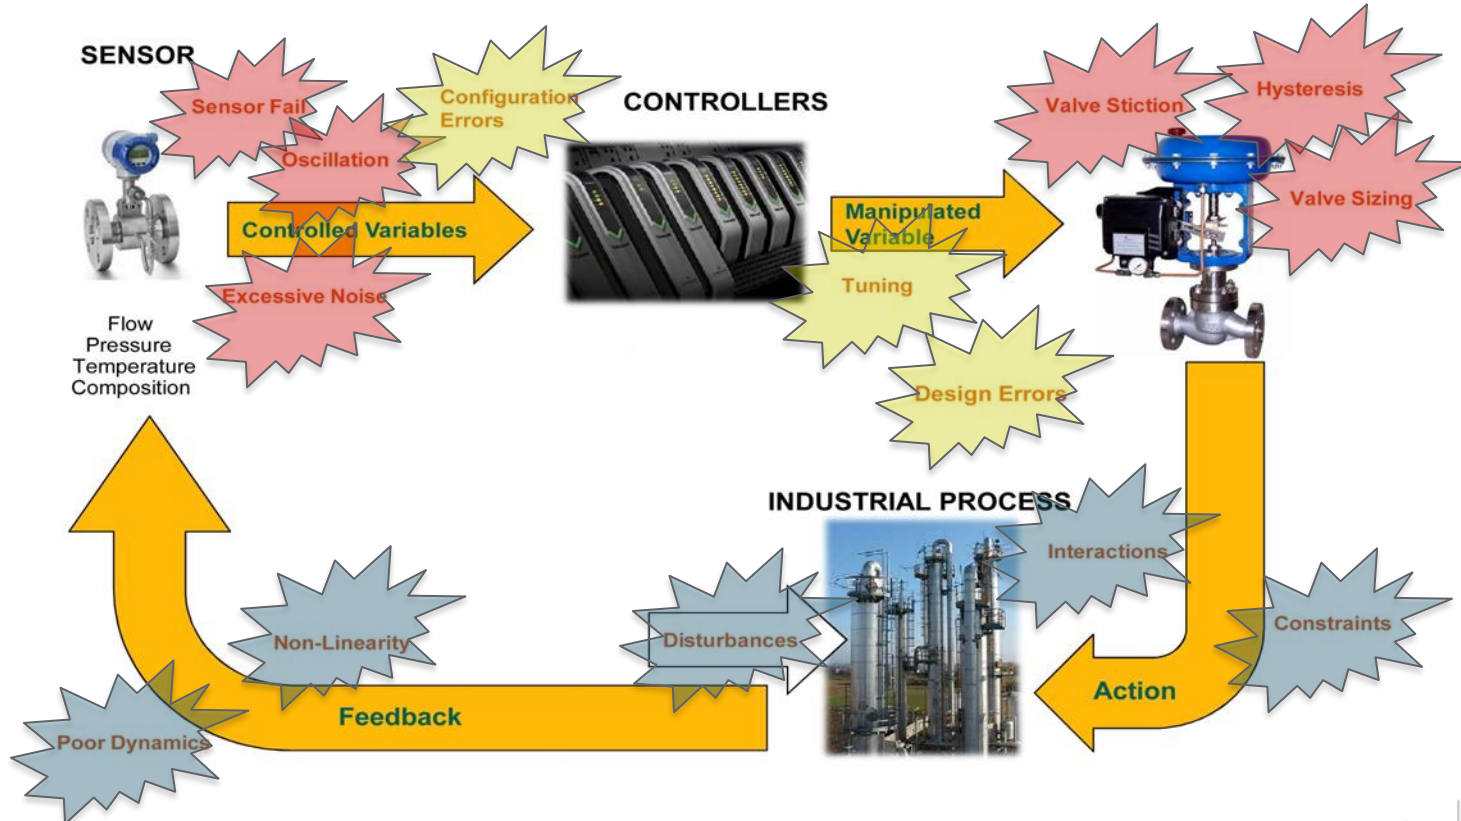 SENSOR
Sensor Fail
Configuration
Errors
Oscillation
CONTROLLERS
Valve Stiction
Hysteresis
Valve Sizing
Controlled Variables
Manipulated
Variable
Excessive Noise
Tuning
Flow
Pressure
Temperature
Composition
Design Errors
INDUSTRIAL PROCESS
Interactions
Constraints
Non-Linearity
Disturbances
Action
Feedback
Poor Dynamics